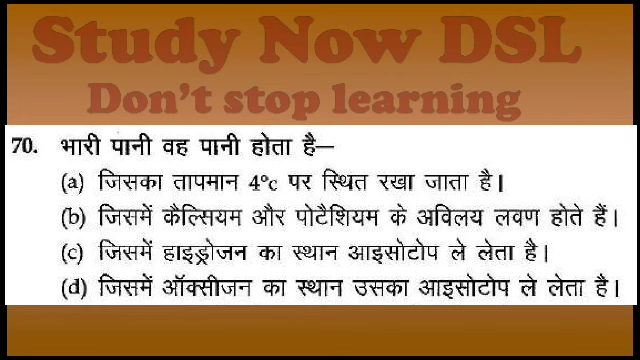 Study Now DSL
Don't stop learning
70. भारी पानी वह पानी होता है—
(a) जिसका तापमान 4°c पर स्थित रखा जाता है।
(b) जिसमें कैल्सियम और पोटैशियम के अविलय लवण होते हैं।
(c) जिसमें हाइड्रोजन का स्थान आइसोटोप ले लेता है।
(d) जिसमें ऑक्सीजन का स्थान उसका आइसोटोप ले लेता है।